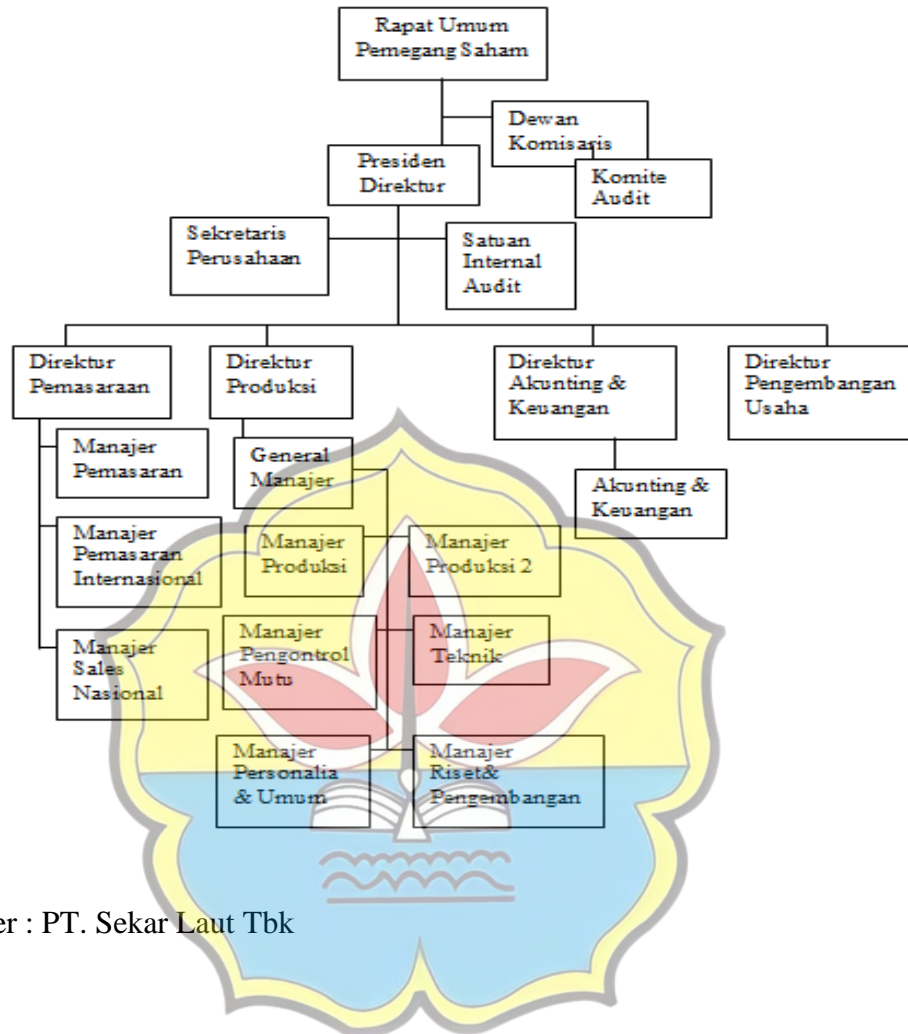 Rapat Umum
Pemegang Saham
Dewan
Komisaris
Presiden
Direktur
Komite
Audit
Sekretaris
Perusahaan
Satuan
Internal
Audit
Direktur
Pemasaraan
Direktur
Produksi
Direktur
Akunting &
Keuangan
Direktur
Pengembangan
Usaha
Manajer
Pemasaran
General
Manajer
Akunting &
Keuangan
Manajer
Pemasaran
Internasional
Manajer
Produksi
Manajer
Produksi 2
Manajer
Sales
Nasional
Manajer
Pengontrol
Mutu
Manajer
Teknik
Manajer
Personalia
& Umum
Manajer
Riset&
Pengembangan
er : PT. Sekar Laut Tbk